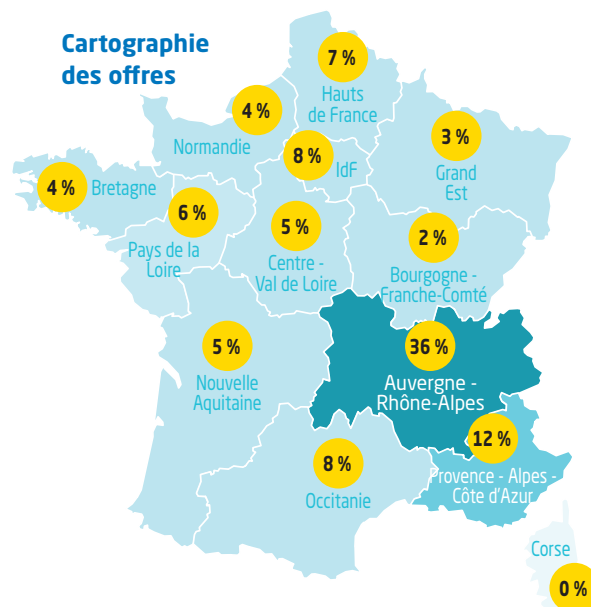 Cartographie
des offres
7 %
Hauts
de France
4 %
Normandie
3 %
Grand
Est
8 %
IdF
4 %
Bretagne
6 %
Pays de la
Loire
5 %
Centre -
Val de Loire
2 %
Bourgogne -
Franche-Comté
5 %
Nouvelle
Aquitaine
36 %
Auvergne -
Rhône-Alpes
12 %
Provence - Alpes -
Côte d'Azur
8 %
Occitanie
Corse
0 %